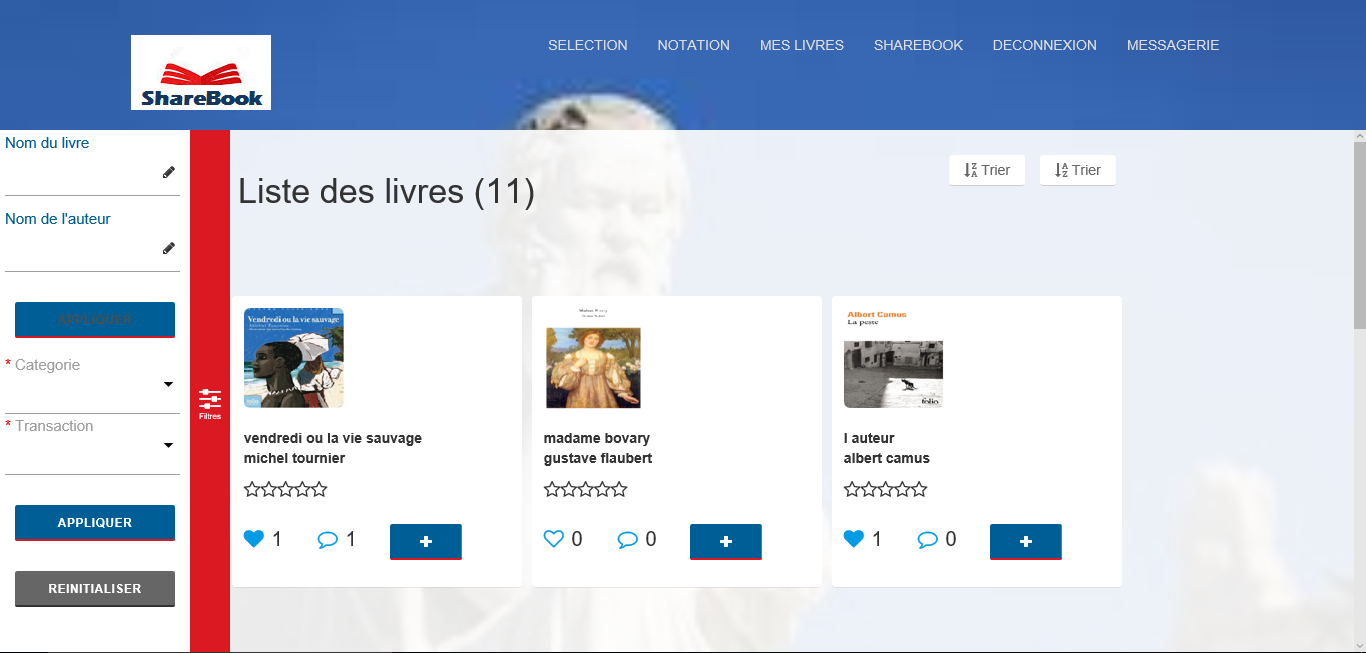 SELECTION NOTATION MES LIVRES SHAREBOOK DECONNEXION MESSAGERIE
ShareBook
Nom du livre
Nom de l'auteur
APPLIQUER
* Categorie
* Transaction
APPLIQUER
REINITIALISER
Filtres
Liste des livres (11)
Trier
Trier
Vendredi ou la vie sauvage
Michel Tournier
vendredi ou la vie sauvage
michel tournier
1 1 +
madame bovary
gustave flaubert
0 0 +
Albert Camus
La peste
folio
l auteur
albert camus
1 0 +